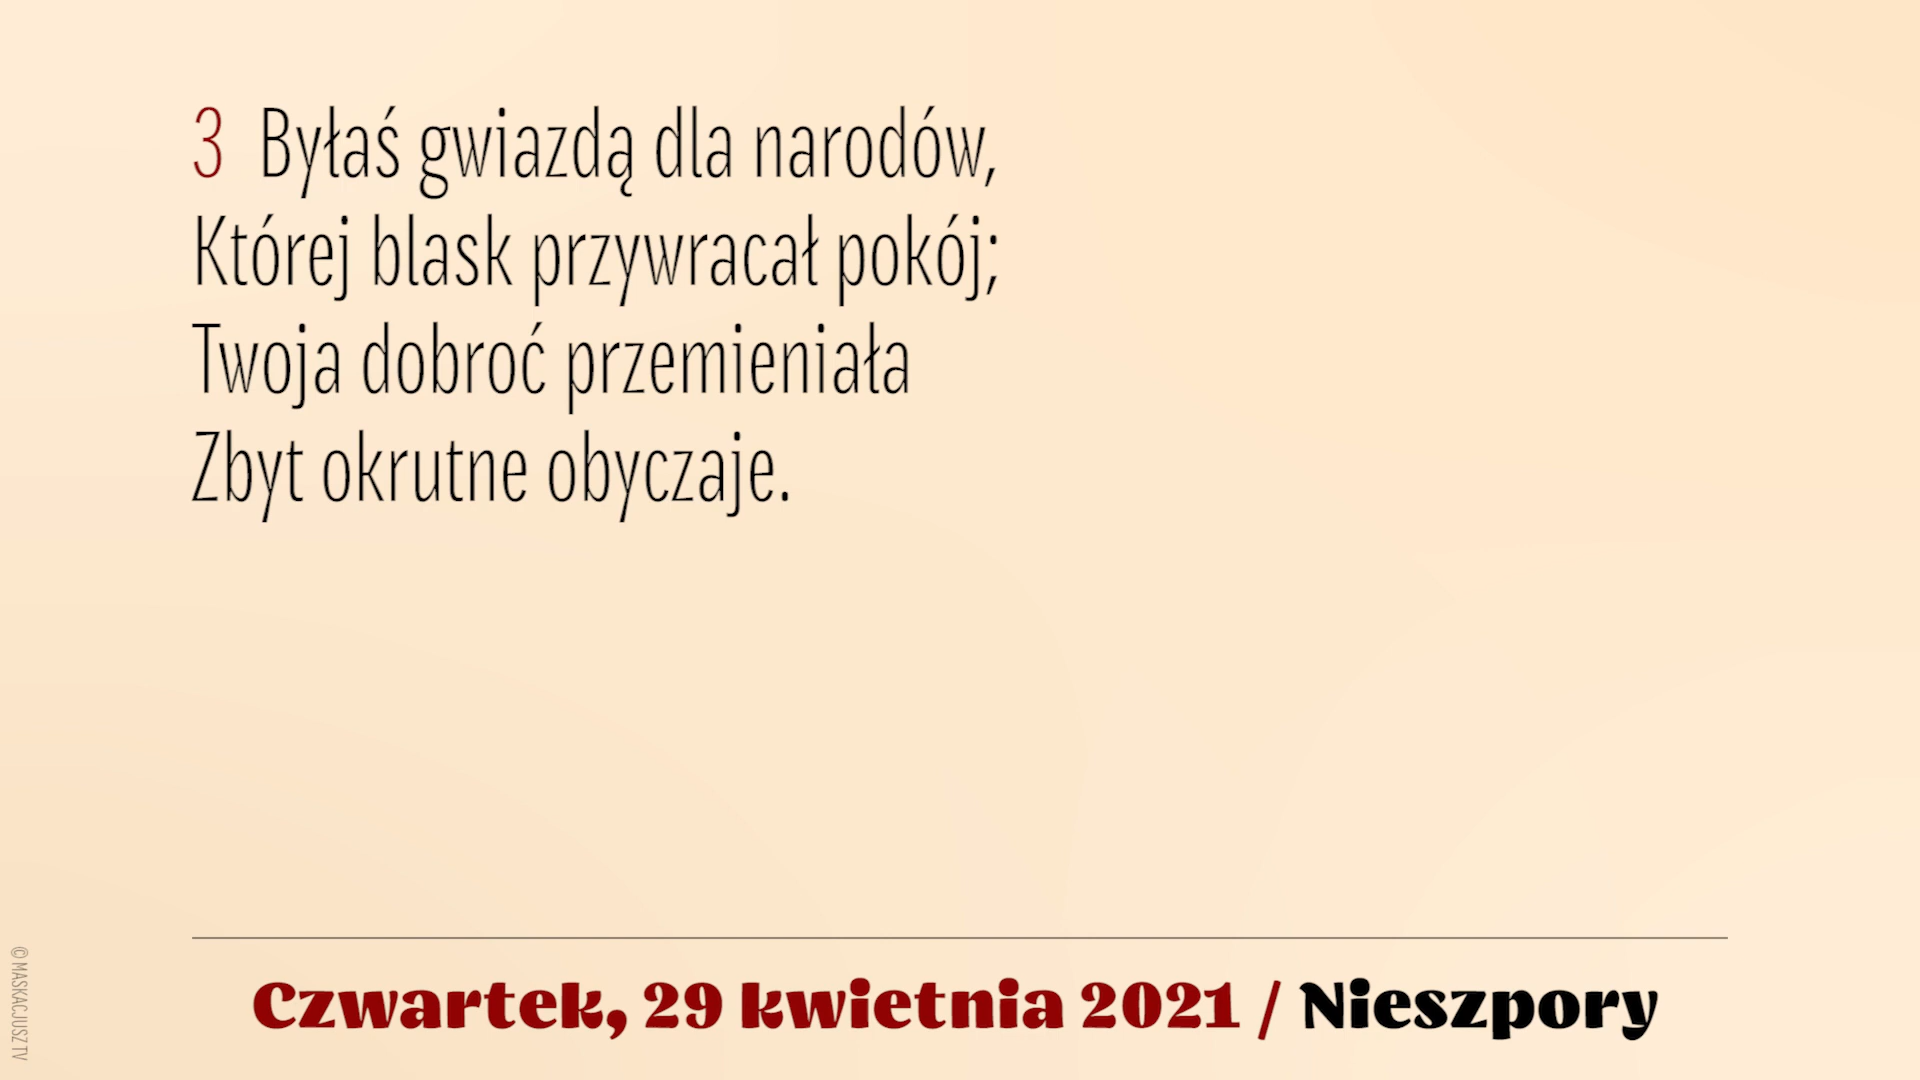 3 Byłaś gwiazdą dla narodów,
Której blask przywracał pokój;
Twoja dobroć przemieniała
Zbyt okrutne obyczaje.
Czwartek, 29 kwietnia 2021 / Nieszpory
© MASKACJUSZ TV